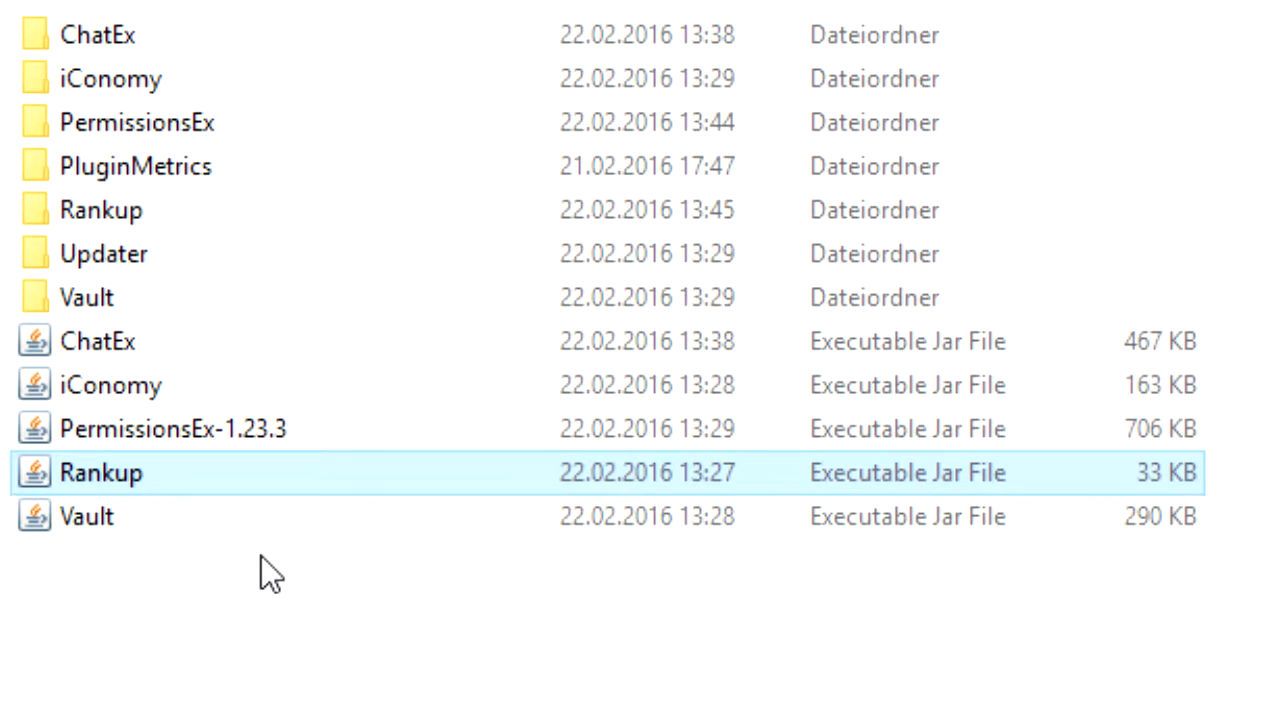 ChatEx 22.02.2016 13:38 Dateiordner
iConomy 22.02.2016 13:29 Dateiordner
PermissionsEx 22.02.2016 13:44 Dateiordner
PluginMetrics 21.02.2016 17:47 Dateiordner
Rankup 22.02.2016 13:45 Dateiordner
Updater 22.02.2016 13:29 Dateiordner
Vault 22.02.2016 13:29 Dateiordner
ChatEx 22.02.2016 13:38 Executable Jar File 467 KB
iConomy 22.02.2016 13:28 Executable Jar File 163 KB
PermissionsEx-1.23.3 22.02.2016 13:29 Executable Jar File 706 KB
Rankup 22.02.2016 13:27 Executable Jar File 33 KB
Vault 22.02.2016 13:28 Executable Jar File 290 KB